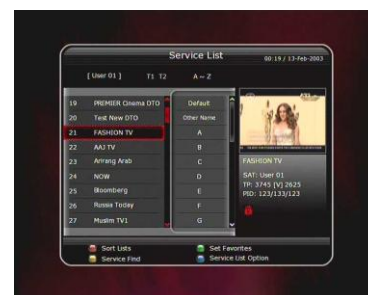 Service List
00:19 / 13-Feb-2003
[ User 01 ] T1 T2 A ~ Z
19 PREMIER Cinema DTO
20 Test New DTO
21 FASHION TV
22 AAJ TV
23 Arirang Arab
24 NOW
25 Bloomberg
26 Russia Today
27 Muslim TV1
Default
Other Name
A
B
C
D
E
F
G
FASHION TV
SAT: User 01
TP: 3745 [V] 2625
PID: 123/133/123
Sort Lists
Set Favorites
Service Find
Service List Option